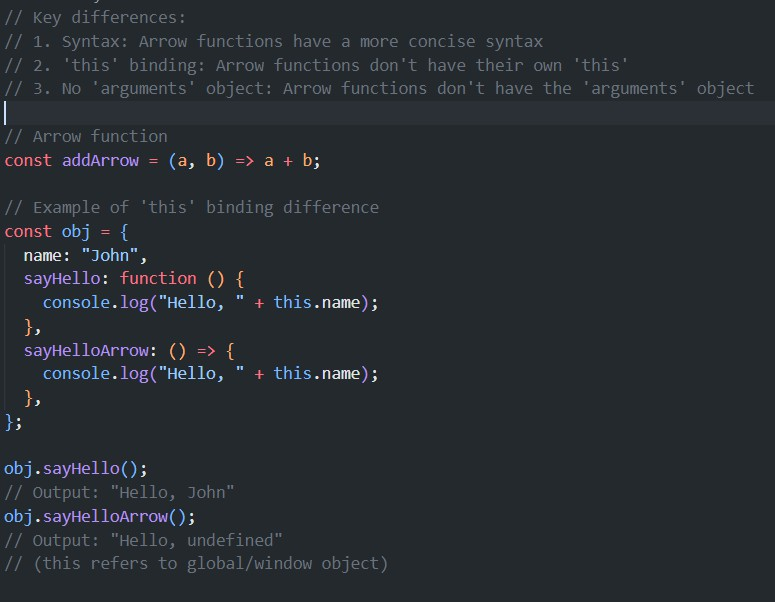 // Key differences:
// 1. Syntax: Arrow functions have a more concise syntax
// 2. 'this' binding: Arrow functions don't have their own 'this'
// 3. No 'arguments' object: Arrow functions don't have the 'arguments' object

// Arrow function
const addArrow = (a, b) => a + b;

// Example of 'this' binding difference
const obj = {
  name: "John",
  sayHello: function () {
    console.log("Hello, " + this.name);
  },
  sayHelloArrow: () => {
    console.log("Hello, " + this.name);
  },
};

obj.sayHello();
// Output: "Hello, John"
obj.sayHelloArrow();
// Output: "Hello, undefined"
// (this refers to global/window object)